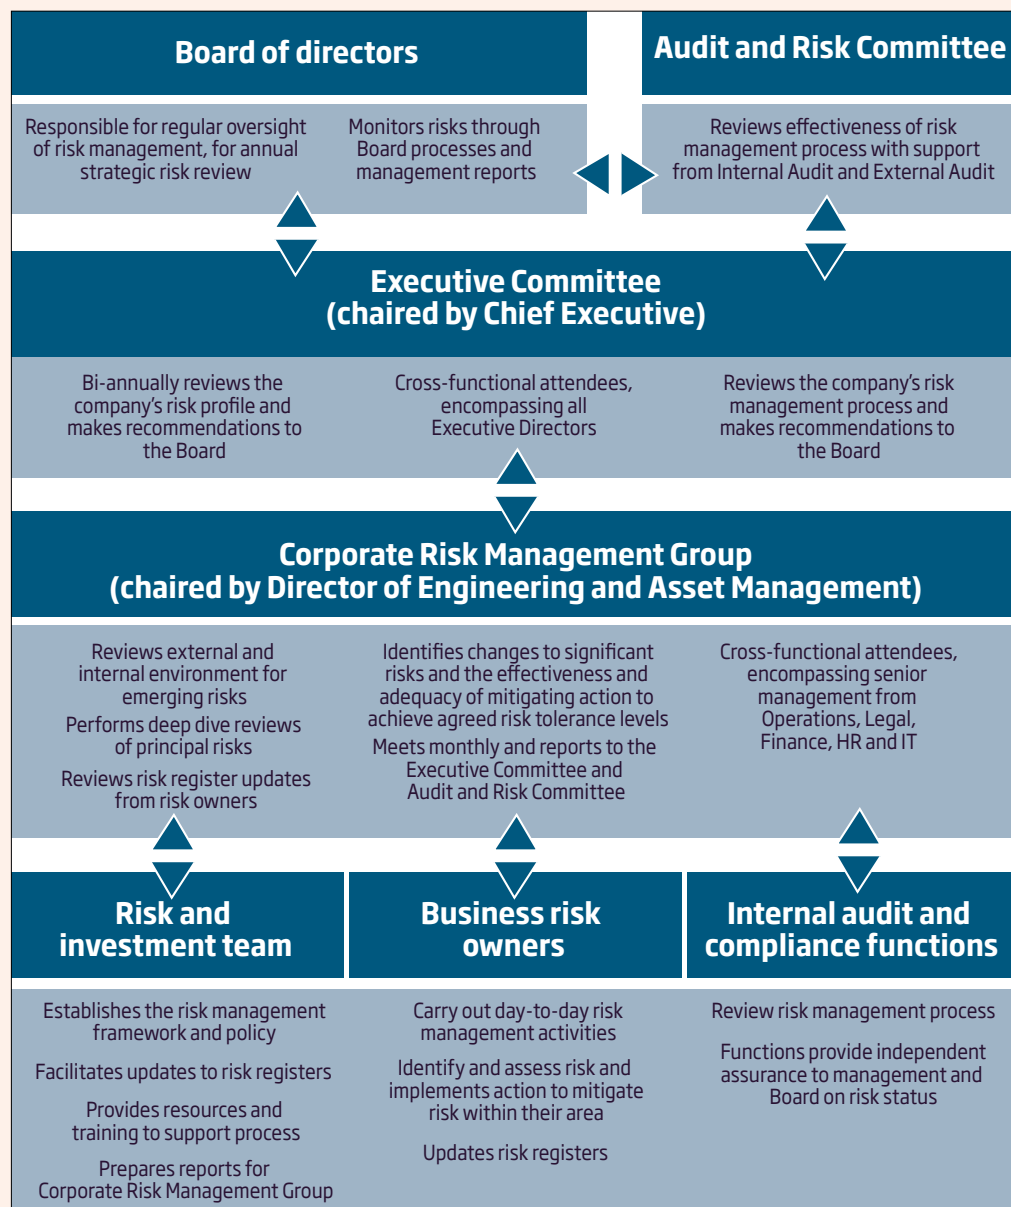 Board of directors
Responsible for regular oversight
of risk management, for annual
strategic risk review
Monitors risks through
Board processes and
management reports
Audit and Risk Committee
Reviews effectiveness of risk
management process with support
from Internal Audit and External Audit
Executive Committee
(chaired by Chief Executive)
Bi-annually reviews the
company's risk profile and
makes recommendations to
the Board
Cross-functional attendees,
encompassing all
Executive Directors
Reviews the company's risk
management process and
makes recommendations to
the Board
Corporate Risk Management Group
(chaired by Director of Engineering and Asset Management)
Reviews external and
internal environment for
emerging risks
Performs deep dive reviews
of principal risks
Reviews risk register updates
from risk owners
Identifies changes to significant
risks and the effectiveness and
adequacy of mitigating action to
achieve agreed risk tolerance levels
Meets monthly and reports to the
Executive Committee and
Audit and Risk Committee
Cross-functional attendees,
encompassing senior
management from
Operations, Legal,
Finance, HR and IT
Risk and
investment team
Establishes the risk management
framework and policy
Facilitates updates to risk registers
Provides resources and
training to support process
Prepares reports for
Corporate Risk Management Group
Business risk
owners
Carry out day-to-day risk
management activities
Identify and assess risk and
implements action to mitigate
risk within their area
Updates risk registers
Internal audit and
compliance functions
Review risk management process
Functions provide independent
assurance to management and
Board on risk status